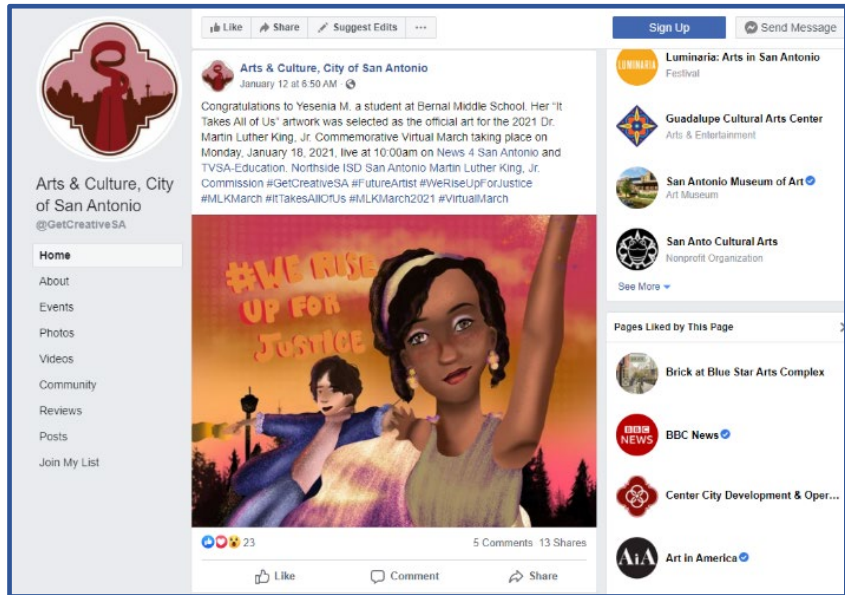 Like
Share
Suggest Edits
Sign Up
Send Message
Arts & Culture, City
of San Antonio
@GetCreativeSA
Home
About
Events
Photos
Videos
Community
Reviews
Posts
Join My List
Arts & Culture, City of San Antonio
January 12 at 6:50 AM ·
Congratulations to Yesenia M. a student at Bernal Middle School. Her “It
Takes All of Us” artwork was selected as the official art for the 2021 Dr.
Martin Luther King, Jr. Commemorative Virtual March taking place on
Monday, January 18, 2021, live at 10:00am on News 4 San Antonio and
TVSA-Education. Northside ISD San Antonio Martin Luther King, Jr.
Commission #GetCreativeSA #FutureArtist #WeRiseUpForJustice
#MLKMarch #ItTakesAllOfUs #MLKMarch2021 #VirtualMarch
#WE RISE
UP FOR
JUSTICE
23
5 Comments 13 Shares
Like
Comment
Share
LUMINARIA
Luminaria: Arts in San Antonio
Festival
Guadalupe Cultural Arts Center
Arts & Entertainment
San Antonio Museum of Art
Art Museum
San Anto Cultural Arts
Nonprofit Organization
See More
Pages Liked by This Page
Brick at Blue Star Arts Complex
BBC
NEWS
BBC News
Center City Development & Oper...
AiA
Art in America